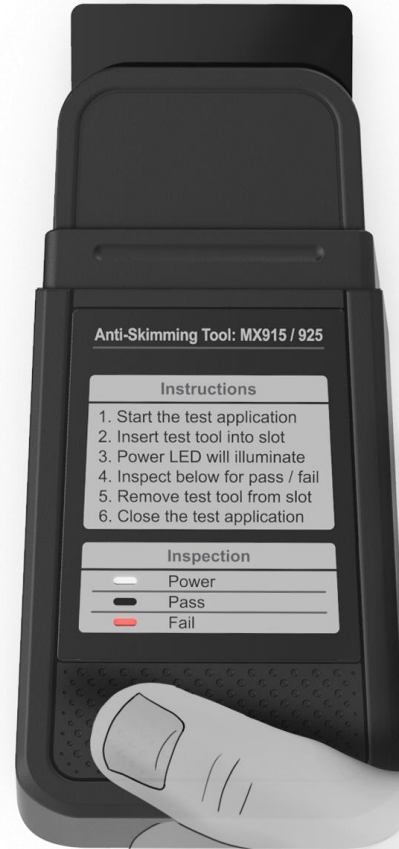 Anti-Skimming Tool: MX915 / 925
Instructions
1. Start the test application
2. Insert test tool into slot
3. Power LED will illuminate
4. Inspect below for pass / fail
5. Remove test tool from slot
6. Close the test application
Inspection
Power
Pass
Fail